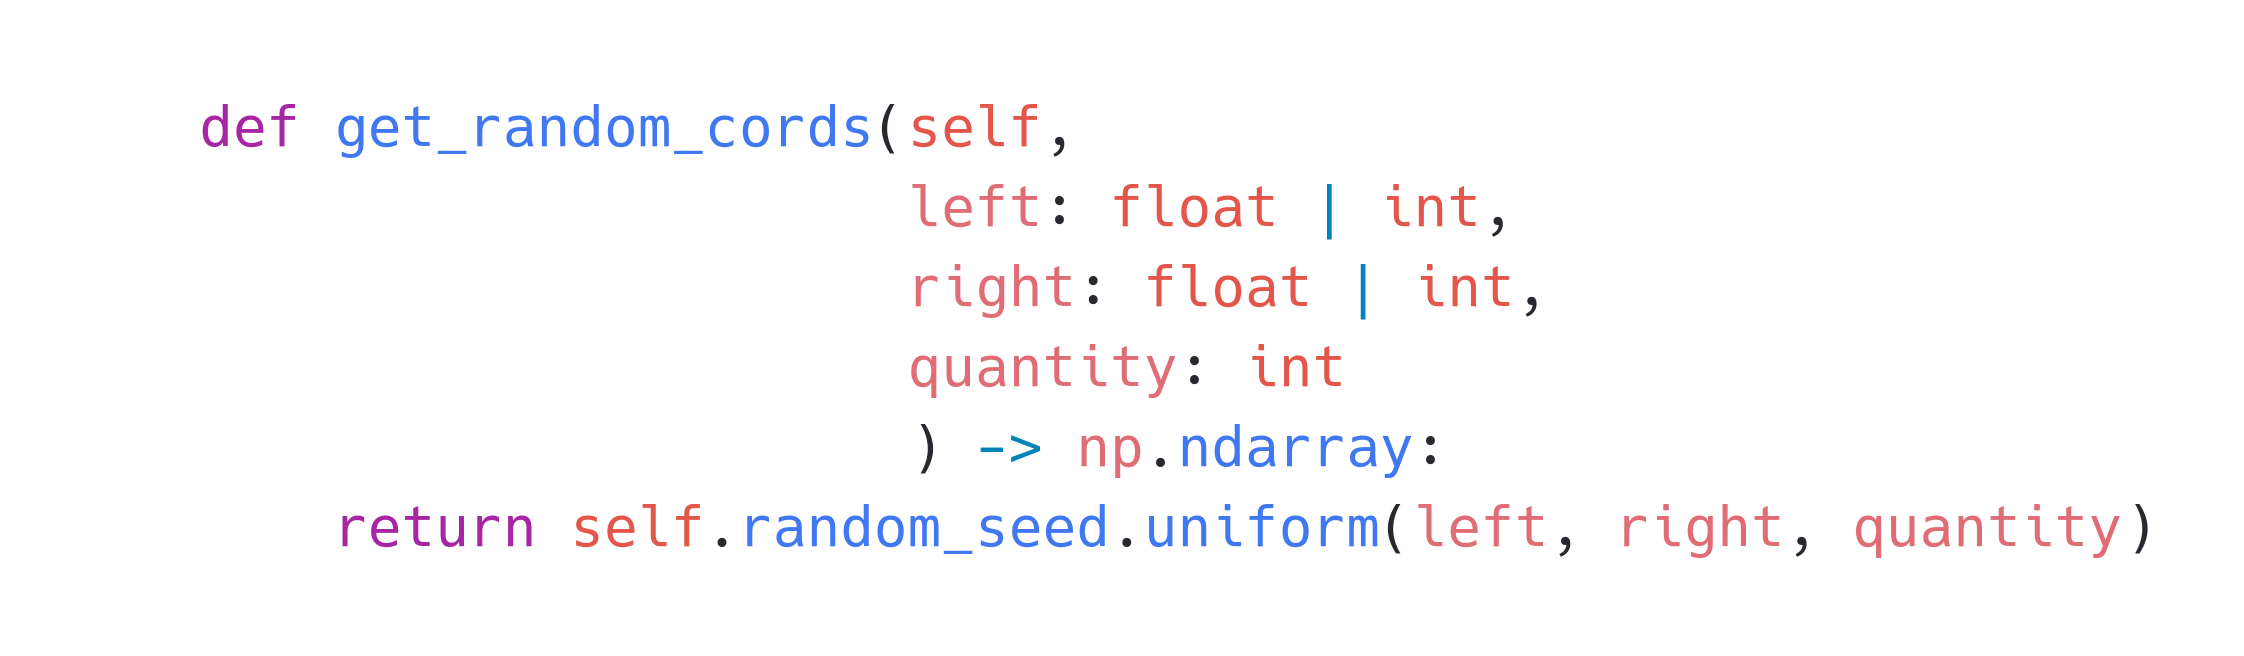 def get_random_cords(self,
                     left: float | int,
                     right: float | int,
                     quantity: int
                     ) -> np.ndarray:
    return self.random_seed.uniform(left, right, quantity)